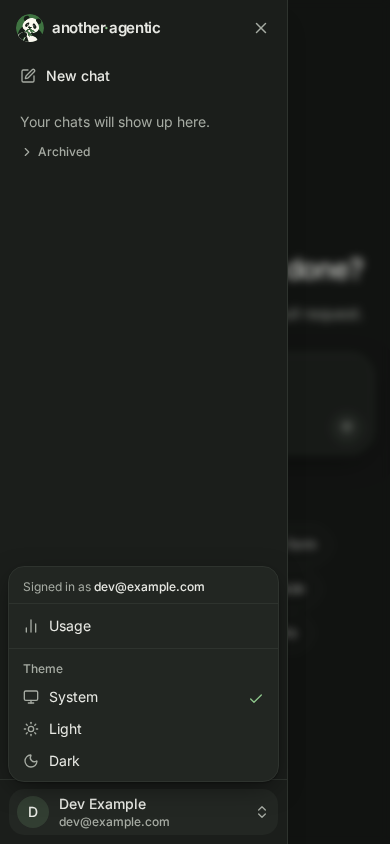 another·agentic
New chat
Your chats will show up here.
Archived
done?
Signed in as dev@example.com
Usage
Theme
System
Light
Dark
D
Dev Example
dev@example.com